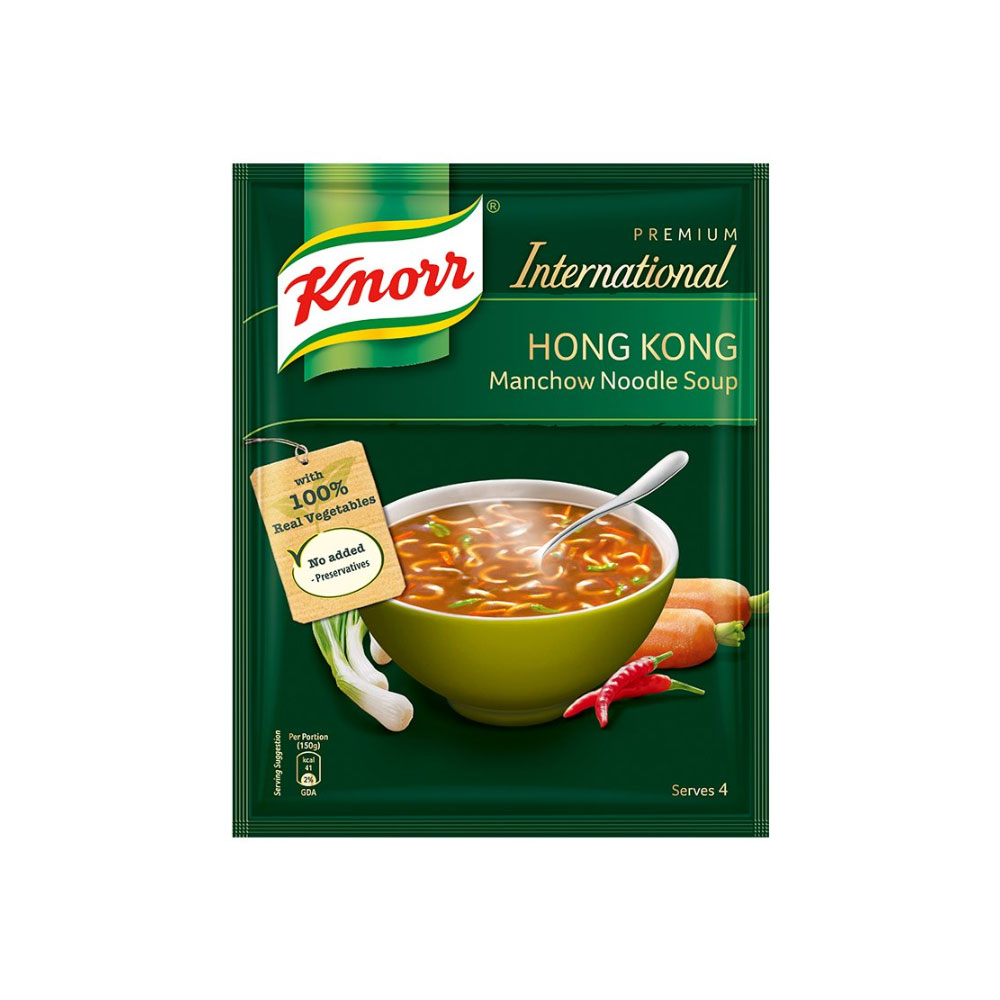 Knorr
®
PREMIUM
International
HONG KONG
Manchow Noodle Soup
with
100%
Real Vegetables
No added
- Preservatives
Serving Suggestion
Per Portion
(150g)
kcal
41
2%
GDA
Serves 4